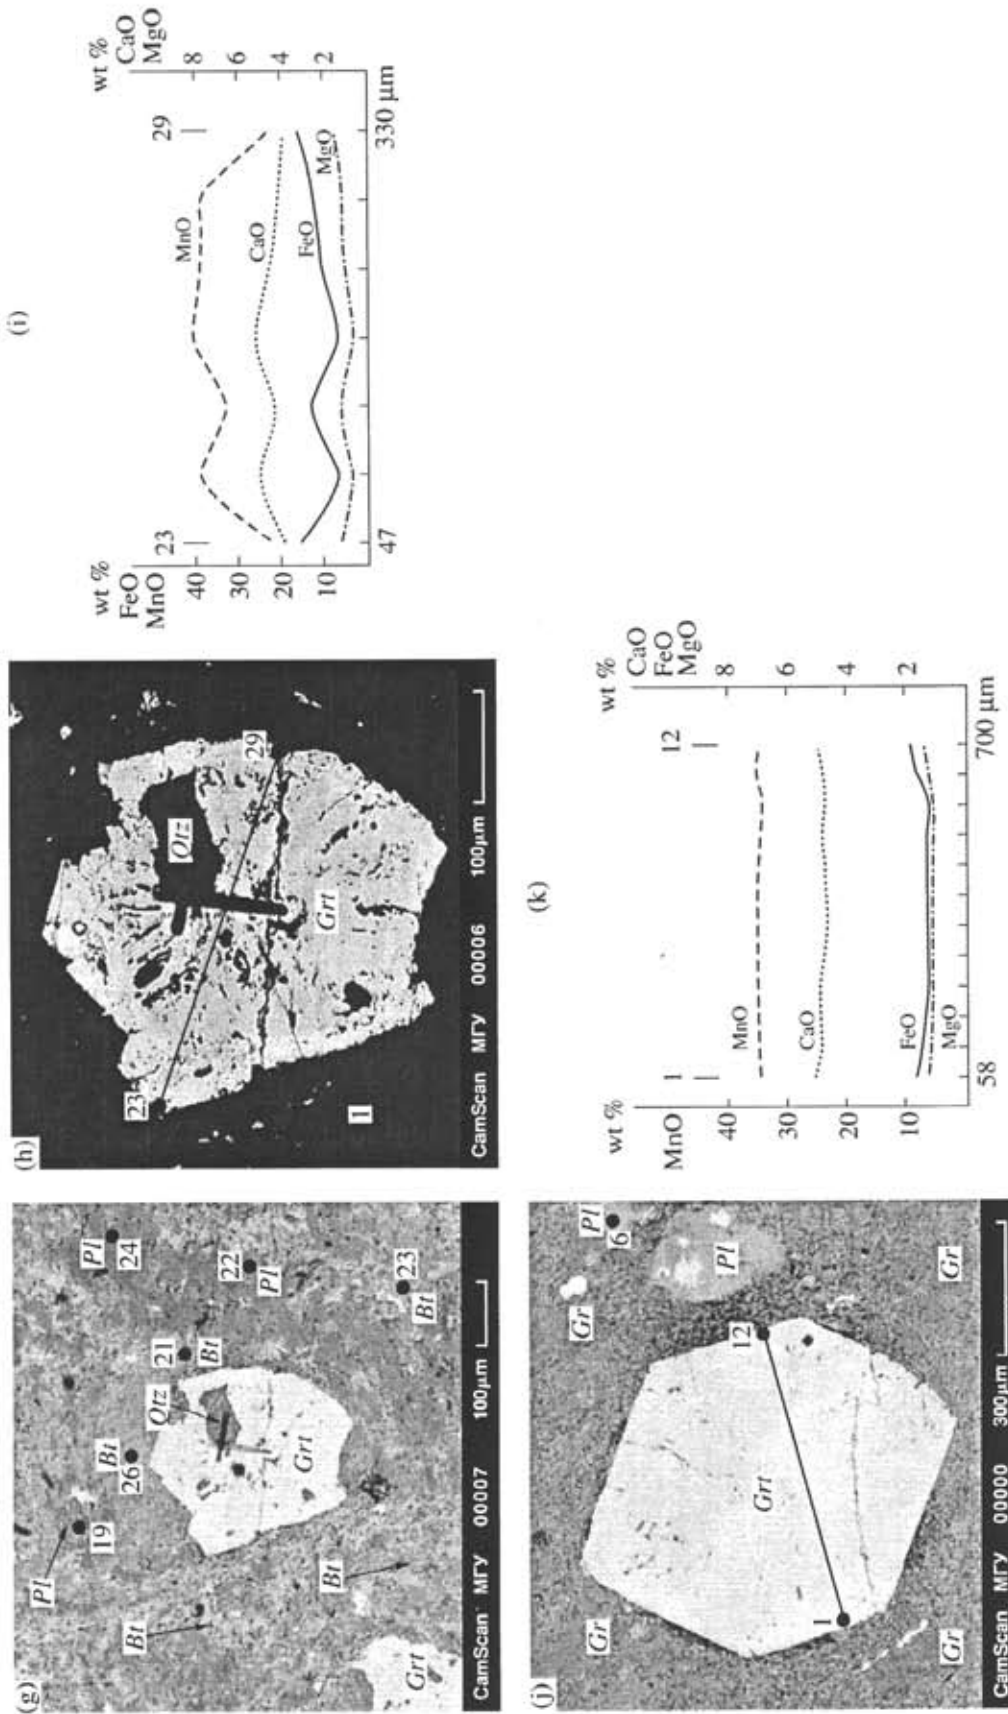 (g)
Pl
19
Bt
26
Pl
24
21
Bt
22
Pl
Qtz
Grt
23
Bt
Bt
Bt
Grt
CamScan МГУ 00007 100μm
(h)
23
Qtz
29
Grt
1
CamScan МГУ 00006 100μm
(i)
wt %
FeO
MnO
wt %
CaO
MgO
23
29
40
30
20
10
8
6
4
2
MnO
CaO
FeO
MgO
47
330 μm
(j)
Gr
Gr
Pl
6
Pl
Grt
12
1
Gr
Gr
CamScan МГУ 00000 300μm
(k)
wt %
MnO
wt %
CaO
FeO
MgO
1
12
40
30
20
10
8
6
4
2
MnO
CaO
FeO
MgO
58
700 μm